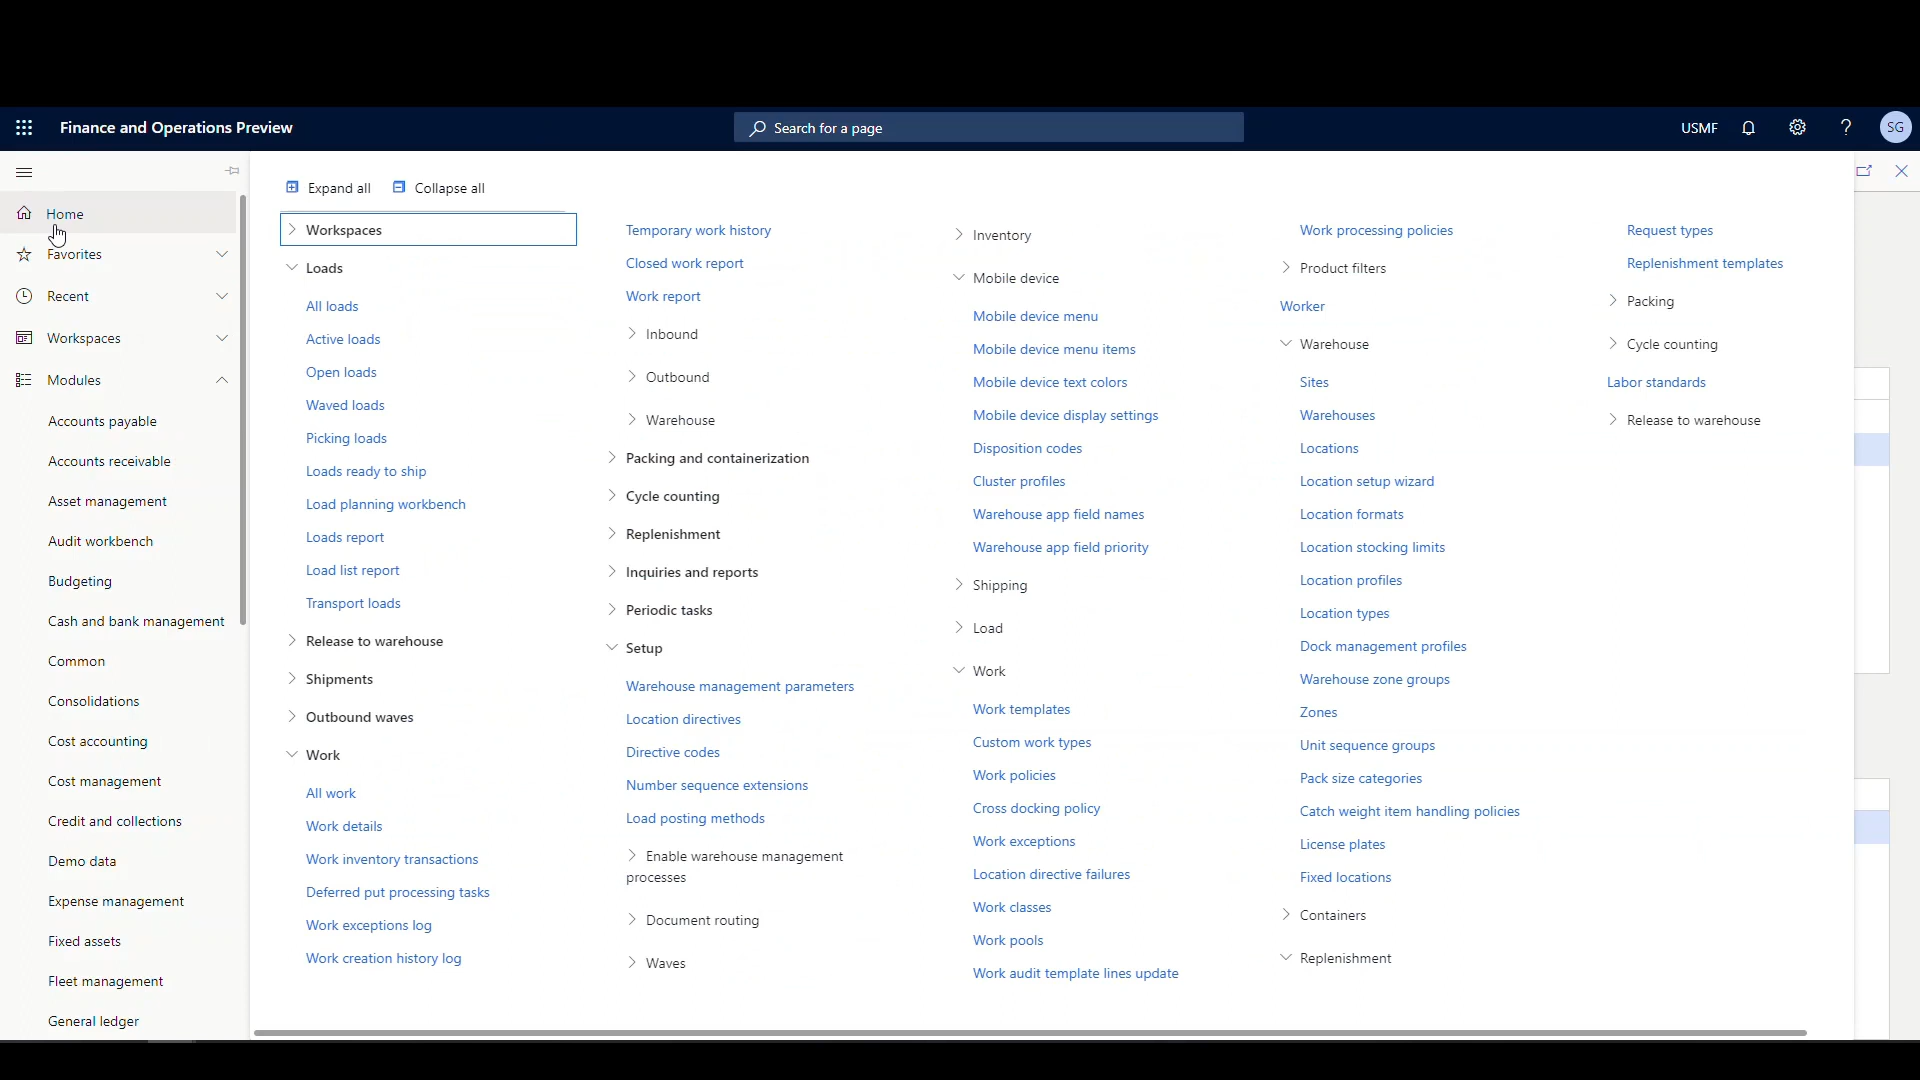 Finance and Operations Preview
Search for a page
USMF
SG
Home
Favorites
Recent
Workspaces
Modules
Accounts payable
Accounts receivable
Asset management
Audit workbench
Budgeting
Cash and bank management
Common
Consolidations
Cost accounting
Cost management
Credit and collections
Demo data
Expense management
Fixed assets
Fleet management
General ledger
Expand all
Collapse all
Workspaces
Loads
All loads
Active loads
Open loads
Waved loads
Picking loads
Loads ready to ship
Load planning workbench
Loads report
Load list report
Transport loads
Release to warehouse
Shipments
Outbound waves
Work
All work
Work details
Work inventory transactions
Deferred put processing tasks
Work exceptions log
Work creation history log
Temporary work history
Closed work report
Work report
Inbound
Outbound
Warehouse
Packing and containerization
Cycle counting
Replenishment
Inquiries and reports
Periodic tasks
Setup
Warehouse management parameters
Location directives
Directive codes
Number sequence extensions
Load posting methods
Enable warehouse management
processes
Document routing
Waves
Inventory
Mobile device
Mobile device menu
Mobile device menu items
Mobile device text colors
Mobile device display settings
Disposition codes
Cluster profiles
Warehouse app field names
Warehouse app field priority
Shipping
Load
Work
Work templates
Custom work types
Work policies
Cross docking policy
Work exceptions
Location directive failures
Work classes
Work pools
Work audit template lines update
Work processing policies
Product filters
Worker
Warehouse
Sites
Warehouses
Locations
Location setup wizard
Location formats
Location stocking limits
Location profiles
Location types
Dock management profiles
Warehouse zone groups
Zones
Unit sequence groups
Pack size categories
Catch weight item handling policies
License plates
Fixed locations
Containers
Replenishment
Request types
Replenishment templates
Packing
Cycle counting
Labor standards
Release to warehouse